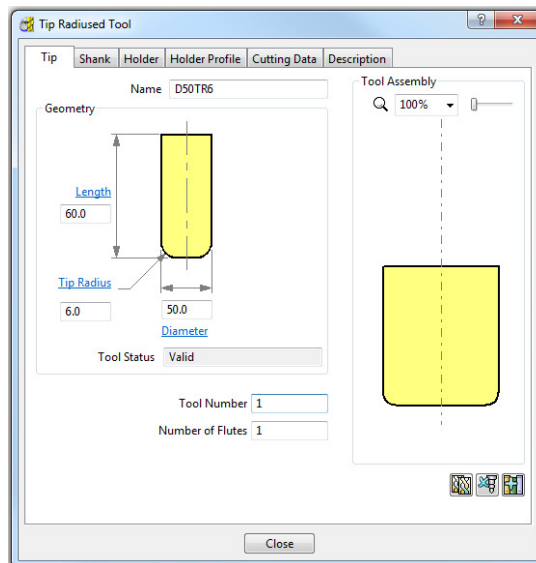 Tip Radiused Tool
Tip Shank Holder Holder Profile Cutting Data Description
Name D50TR6
Geometry
Length
60.0
Tip Radius
6.0
50.0
Diameter
Tool Status Valid
Tool Number 1
Number of Flutes 1
Tool Assembly
100%
Close